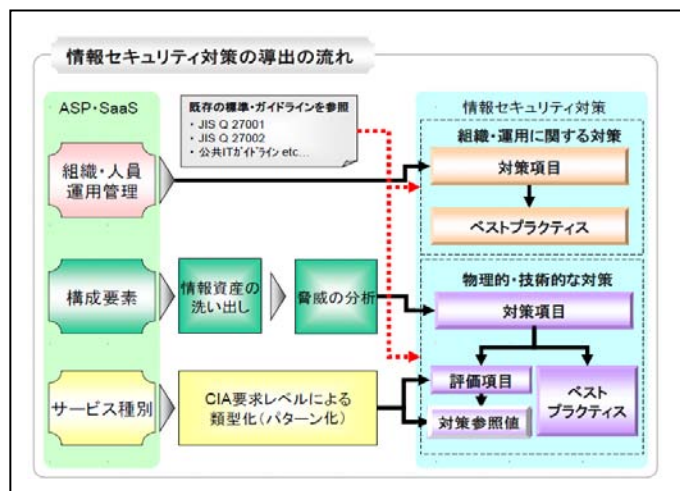 情報セキュリティ対策の導出の流れ
ASP・SaaS
既存の標準・ガイドラインを参照
・ JIS Q 27001
・ JIS Q 27002
・ 公共ITガイドライン etc…
情報セキュリティ対策
組織・運用に関する対策
組織・人員
運用管理
対策項目
ベストプラクティス
構成要素
情報資産の
洗い出し
脅威の分析
物理的・技術的な対策
対策項目
サービス種別
CIA要求レベルによる
類型化(パターン化)
評価項目
対策参照値
ベスト
プラクティス